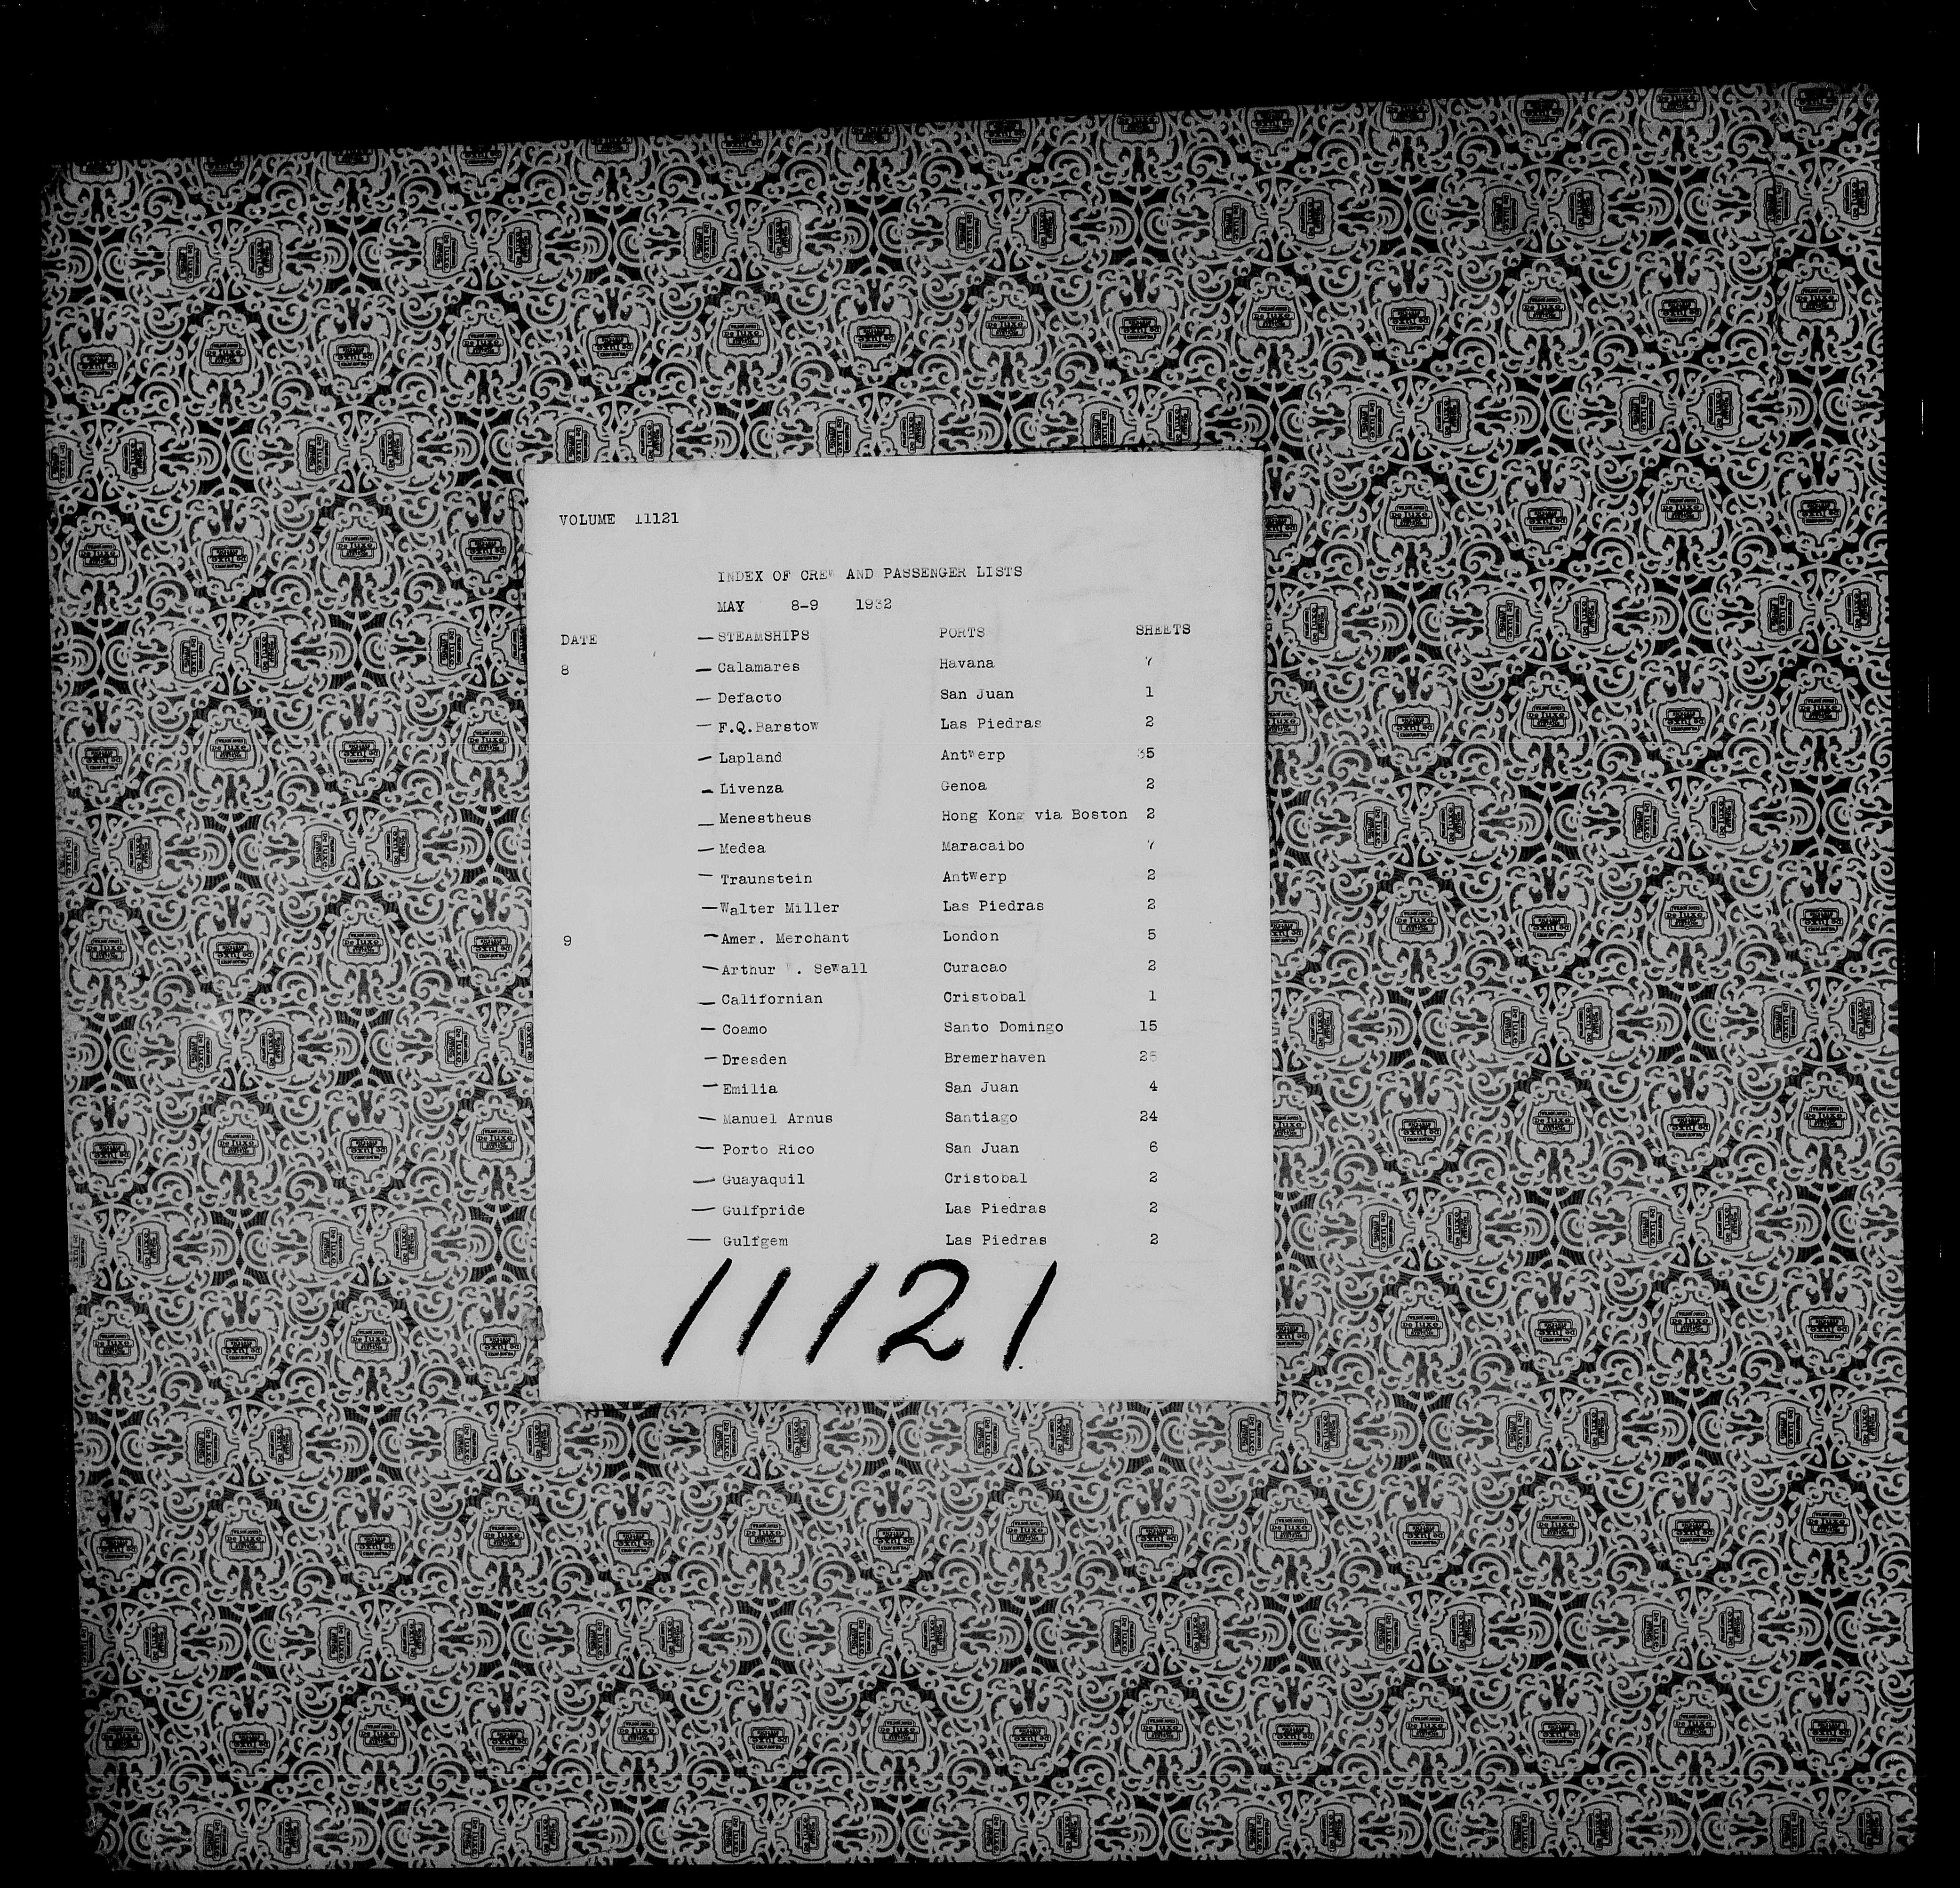 VOLUME 11121
INDEX OF CREW AND PASSENGER LISTS
MAY 8-9 1932
DATE — STEAMSHIPS PORTS SHEETS
8 — Calamares Havana 7
— Defacto San Juan 1
— F.Q.Barstow Las Piedras 2
— Lapland Antwerp 35
— Livenza Genoa 2
— Menestheus Hong Kong via Boston 2
— Medea Maracaibo 7
— Traunstein Antwerp 2
— Walter Miller Las Piedras 2
9 — Amer. Merchant London 5
— Arthur W. Sewall Curacao 2
— Californian Cristobal 1
— Coamo Santo Domingo 15
— Dresden Bremerhaven 25
— Emilia San Juan 4
— Manuel Arnus Santiago 24
— Porto Rico San Juan 6
— Guayaquil Cristobal 2
— Gulfpride Las Piedras 2
— Gulfgem Las Piedras 2
11121